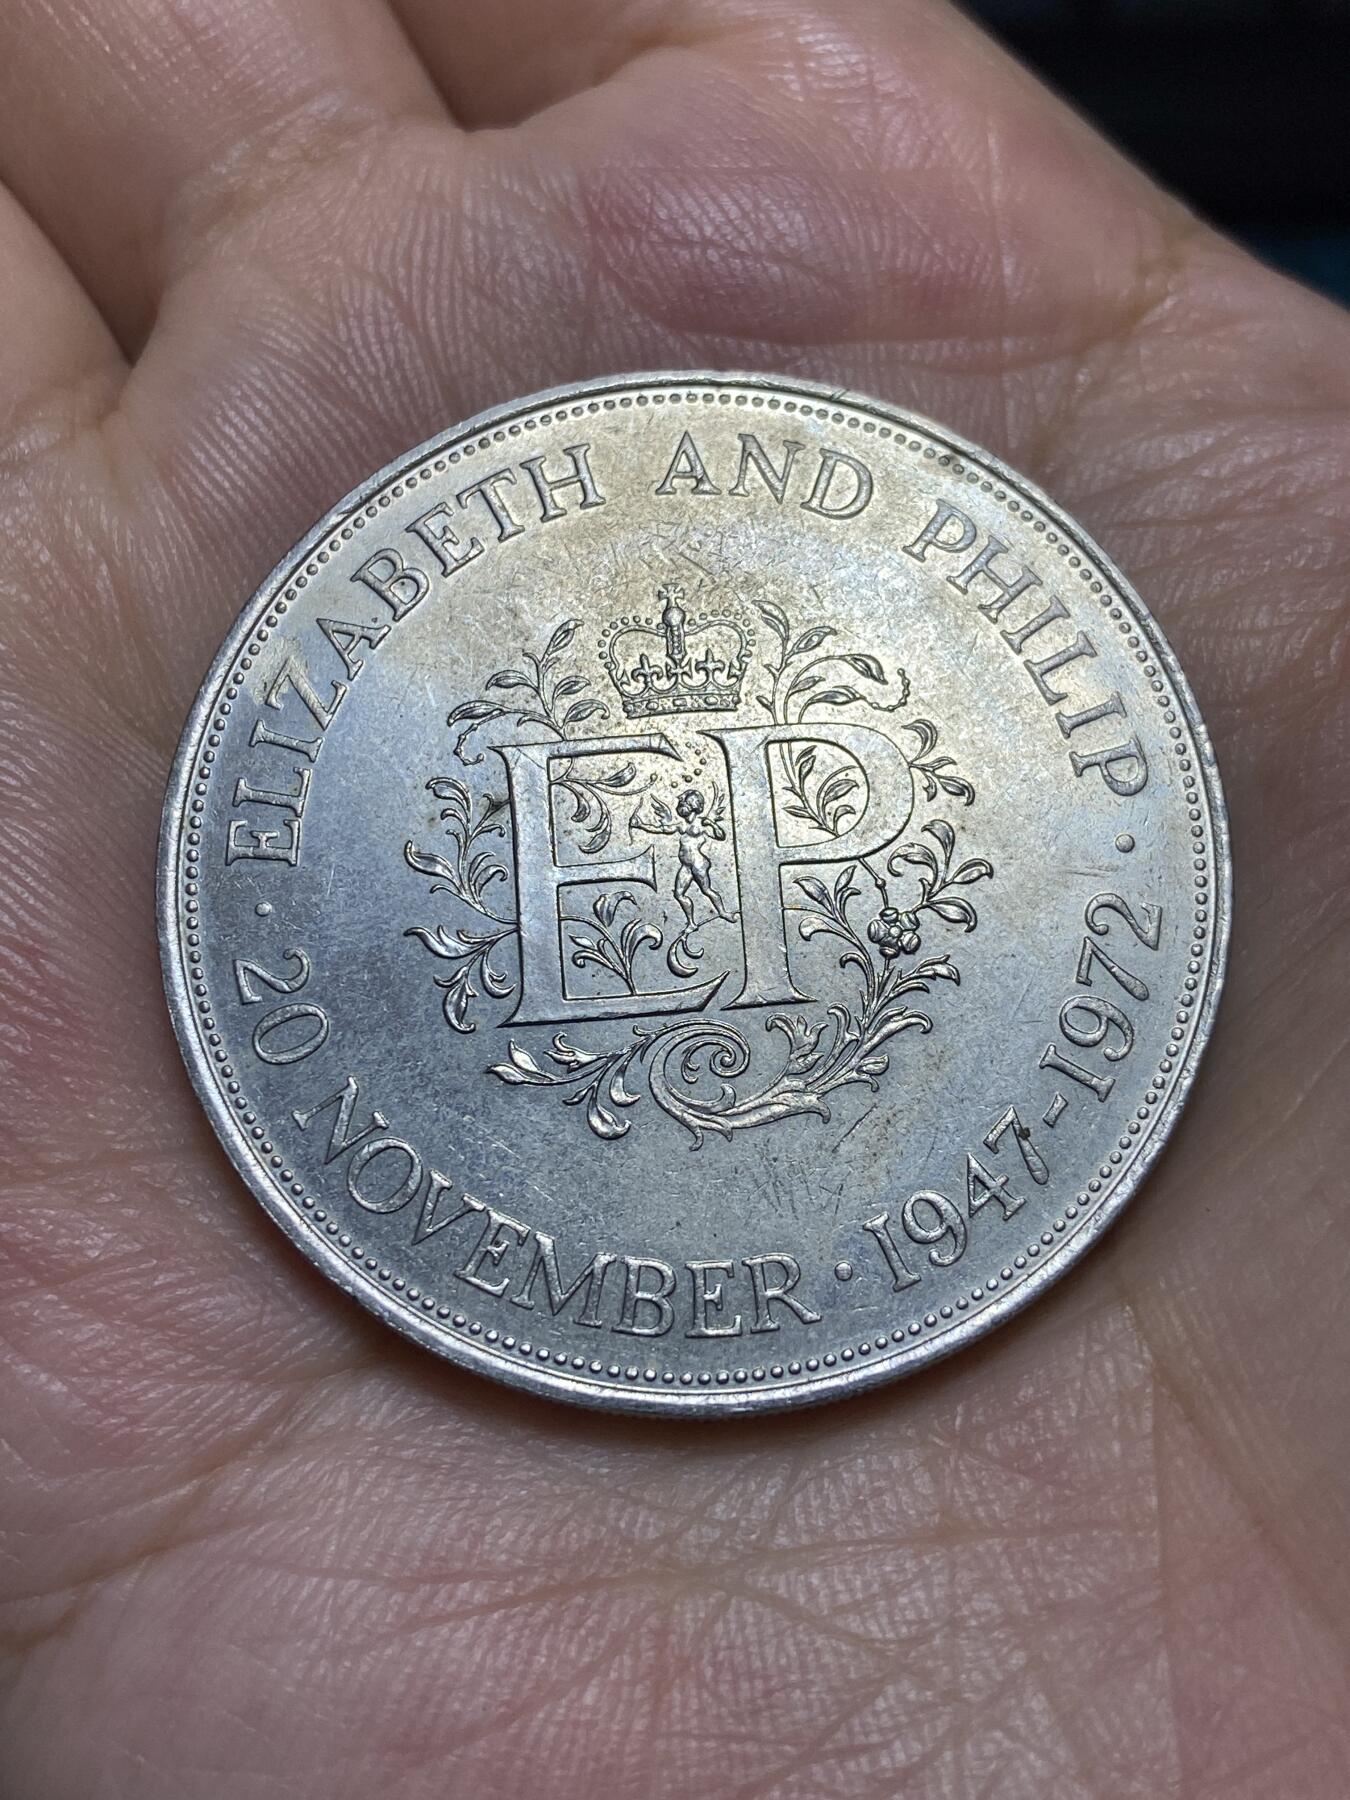 ELIZABETH AND PHILIP
· 20 NOVEMBER · 1947-1972 ·
EP